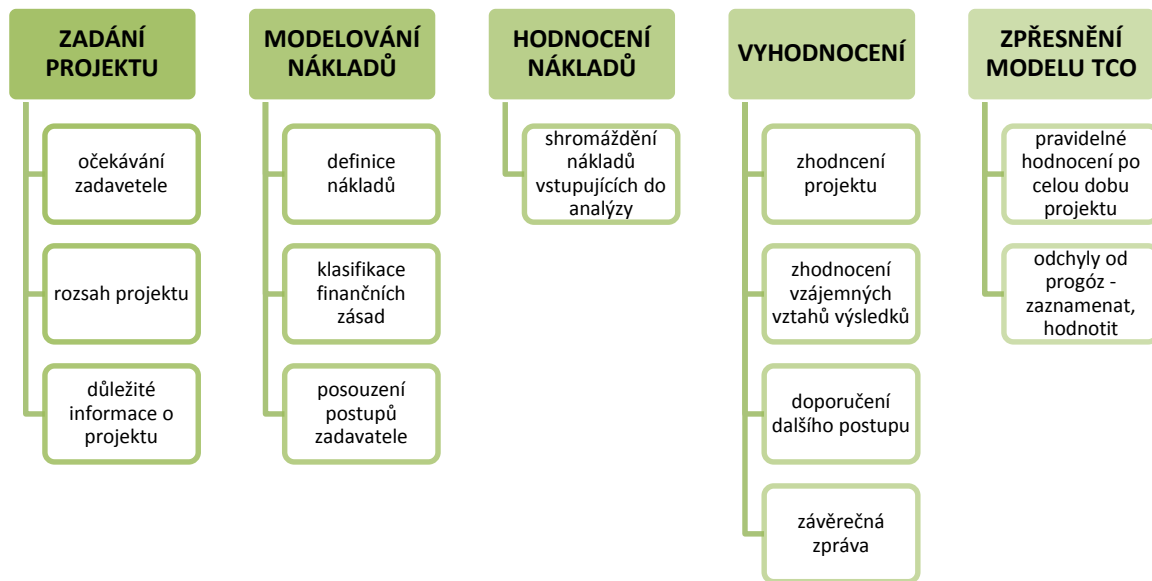 ZADÁNÍ
PROJEKTU
očekávání
zadavetele
rozsah projektu
důležité
informace o
projektu
MODELOVÁNÍ
NÁKLADŮ
definice
nákladů
klasifikace
finančních
zásad
posouzení
postupů
zadavatele
HODNOCENÍ
NÁKLADŮ
shromáždění
nákladů
vstupujících do
analýzy
VYHODNOCENÍ
zhodncení
projektu
zhodnocení
vzájemných
vztahů výsledků
doporučení
dalšího postupu
závěrečná
zpráva
ZPŘESNĚNÍ
MODELU TCO
pravidelné
hodnocení po
celou dobu
projektu
odchyly od
progóz -
zaznamenat,
hodnotit